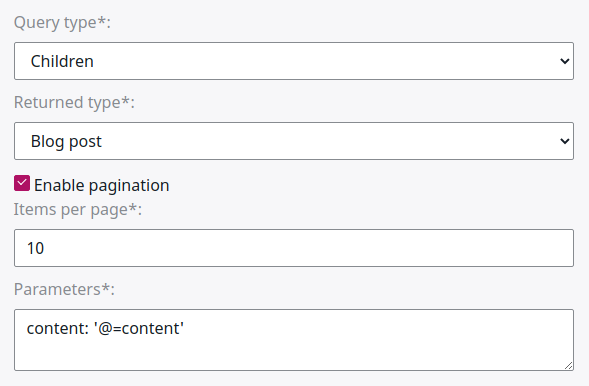 Query type*:
Children
Returned type*:
Blog post
Enable pagination
Items per page*:
10
Parameters*:
content: '@=content'